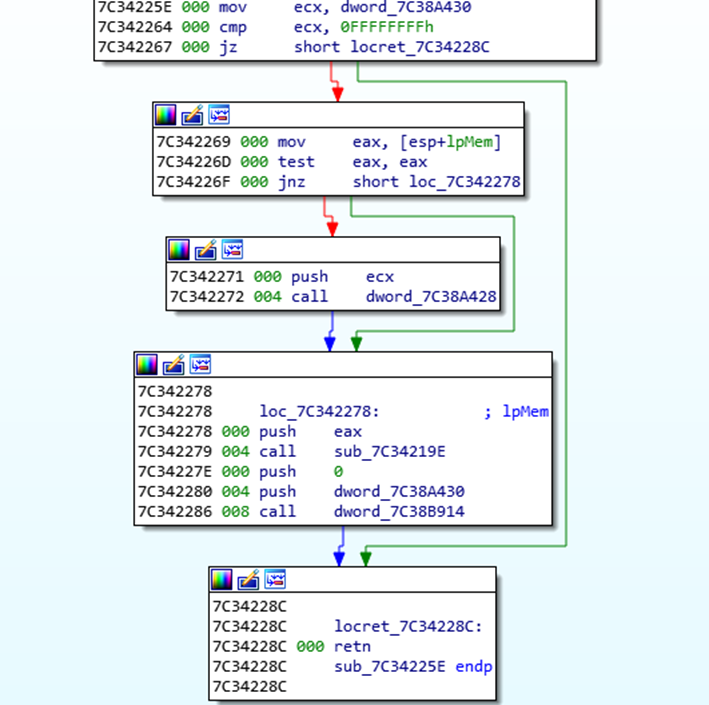 7C34225E 000 mov ecx, dword_7C38A430
7C342264 000 cmp ecx, 0FFFFFFFFh
7C342267 000 jz short locret_7C34228C
7C342269 000 mov eax, [esp+lpMem]
7C34226D 000 test eax, eax
7C34226F 000 jnz short loc_7C342278
7C342271 000 push ecx
7C342272 004 call dword_7C38A428
7C342278
7C342278 loc_7C342278: ; lpMem
7C342278 000 push eax
7C342279 004 call sub_7C34219E
7C34227E 000 push 0
7C342280 004 push dword_7C38A430
7C342286 008 call dword_7C38B914
7C34228C
7C34228C locret_7C34228C:
7C34228C 000 retn
7C34228C sub_7C34225E endp
7C34228C